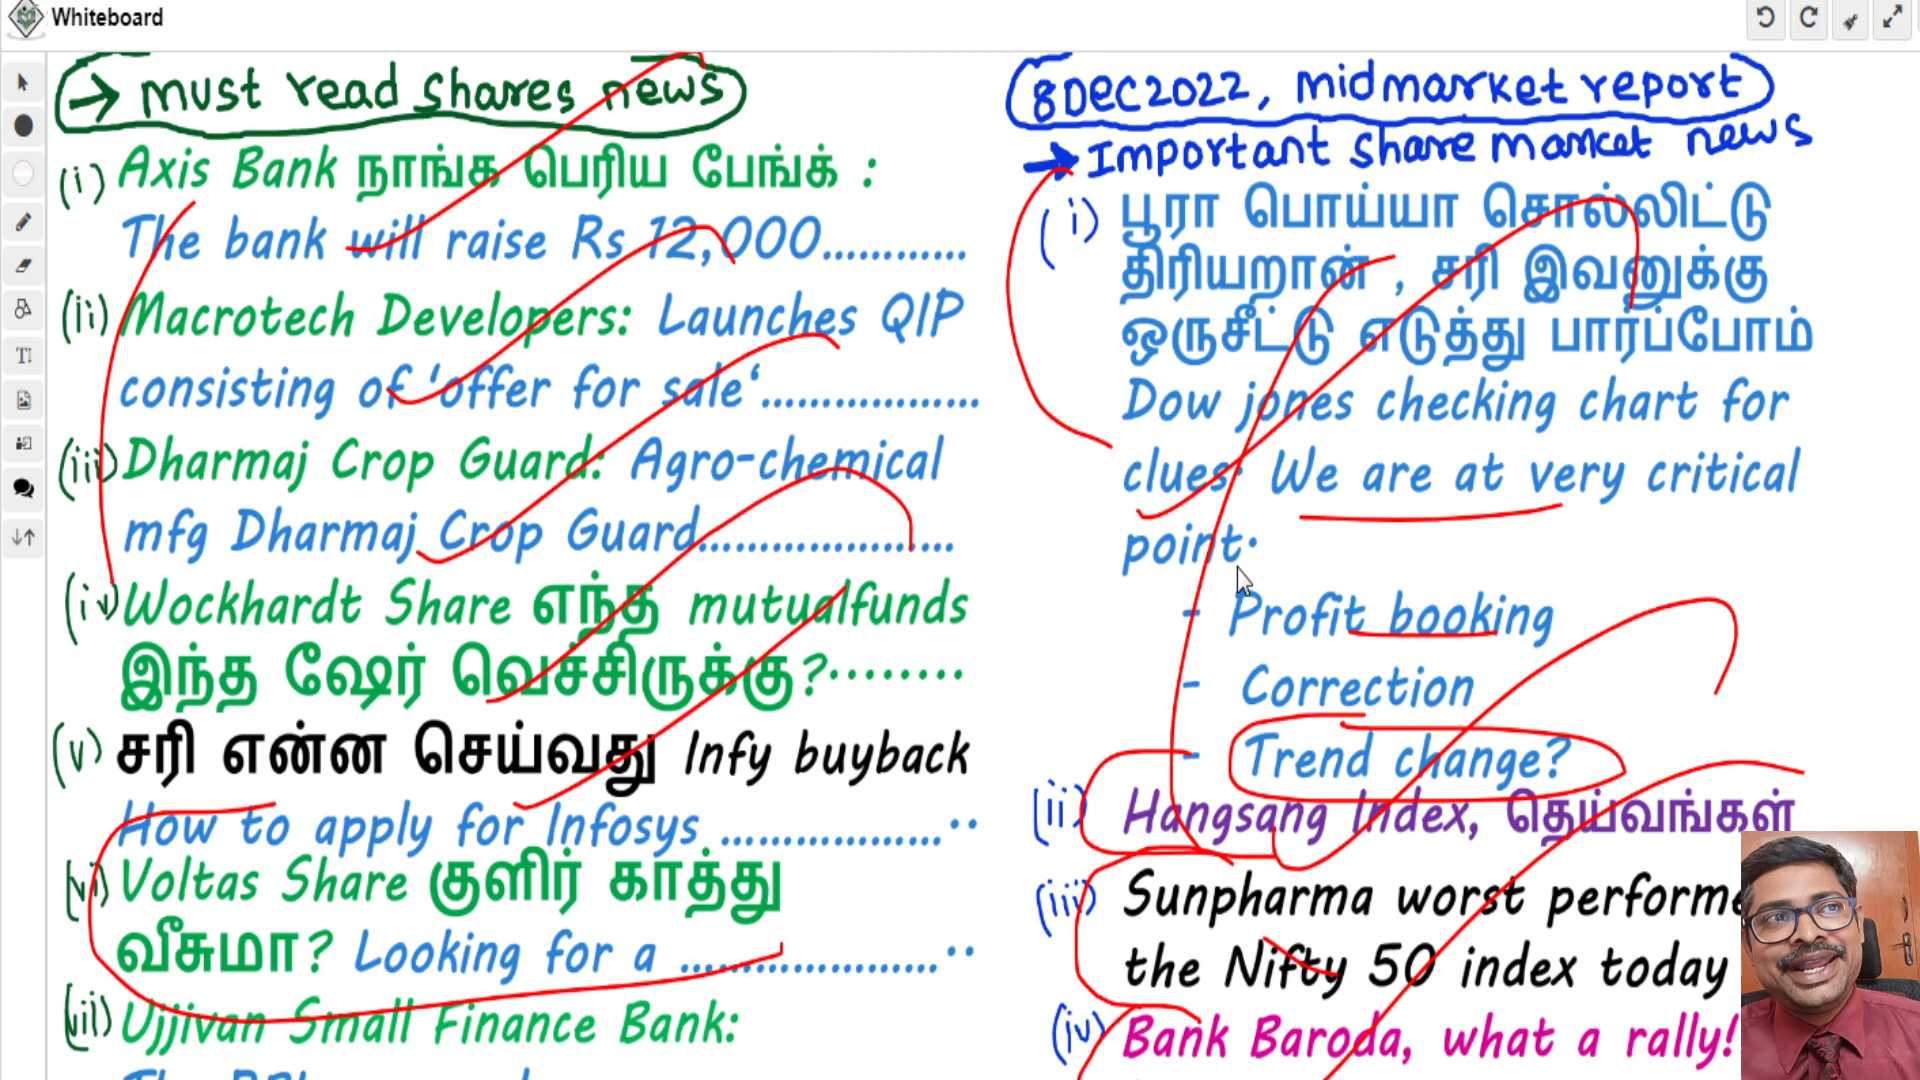 Whiteboard
→ must read shares news
(i) Axis Bank நாங்க பெரிய பேங்க் :
The bank will raise Rs 12,000............
(ii) Macrotech Developers: Launches QIP
consisting of 'offer for sale‘..................
(iii) Dharmaj Crop Guard: Agro-chemical
mfg Dharmaj Crop Guard.....................
(iv) Wockhardt Share எந்த mutualfunds
இந்த ஷேர் வெச்சிருக்கு?.........
(v) சரி என்ன செய்வது Infy buyback
How to apply for Infosys ....................
(vi) Voltas Share குளிர் காத்து
வீசுமா? Looking for a .......................
(vii) Ujjivan Small Finance Bank:
8 DEC 2022, midmarket report
→ Important share market news
(i) பூரா பொய்யா சொல்லிட்டு
திரியறான் , சரி இவனுக்கு
ஒருசீட்டு எடுத்து பார்ப்போம்
Dow jones checking chart for
clues. We are at very critical
point.
- Profit booking
- Correction
- Trend change?
(ii) Hangsang Index, தெய்வங்கள்
(iii) Sunpharma worst
the Nifty 50 index today
(iv) Bank Baroda, what a rally!